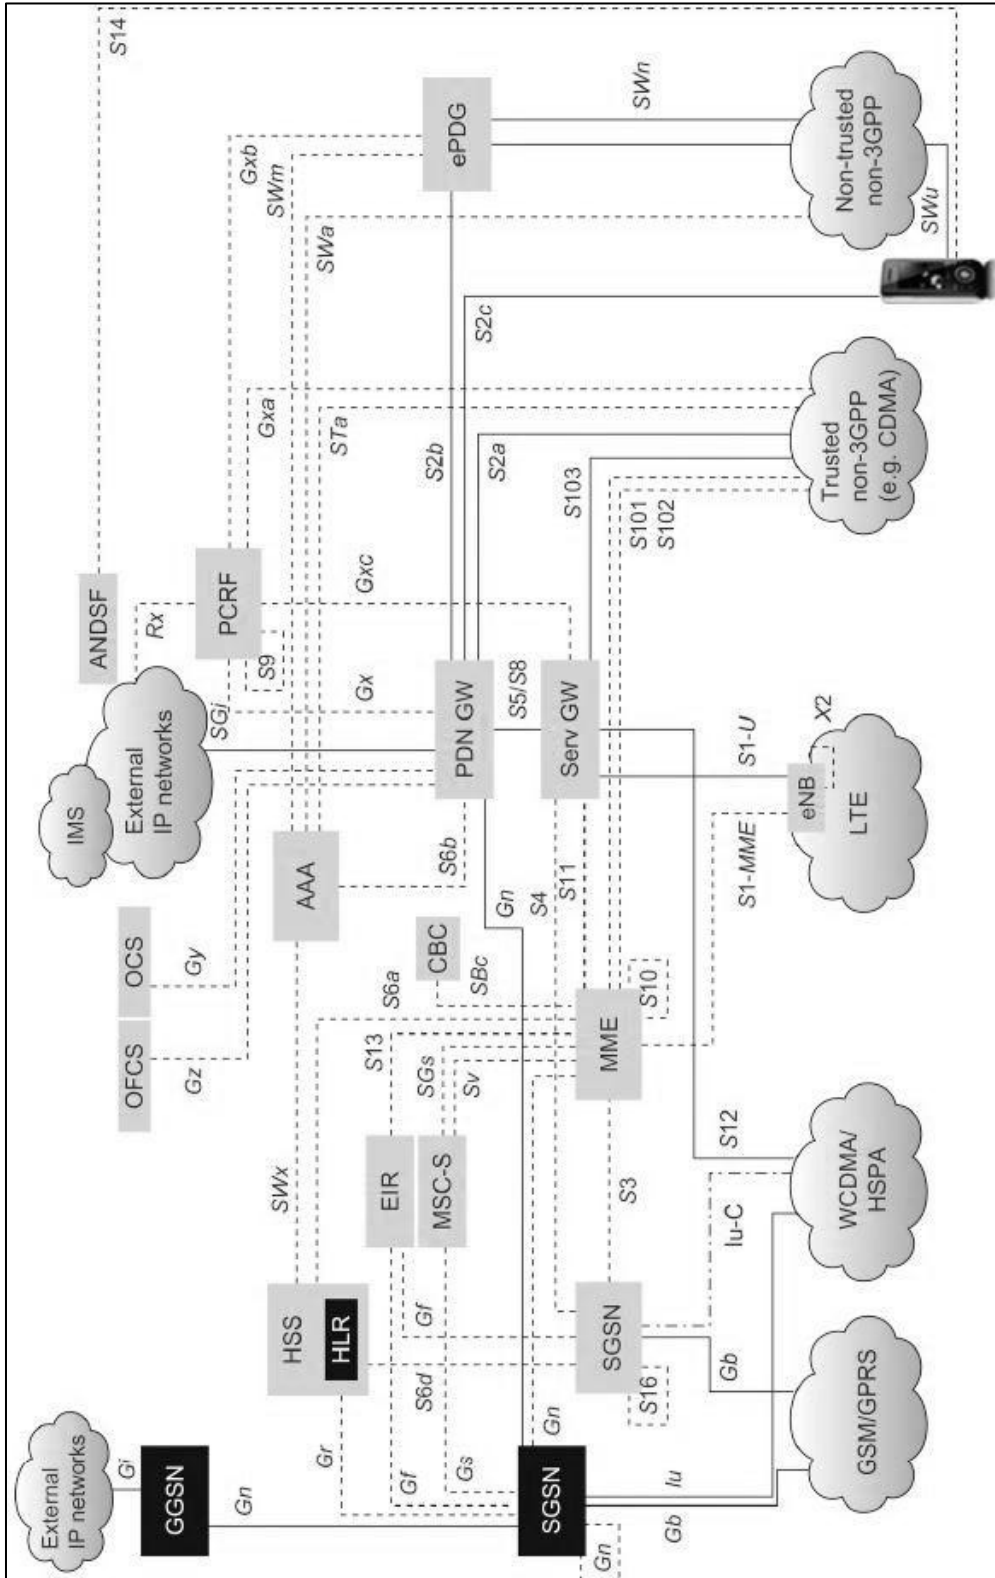 External
IP networks
Gi
GGSN
Gn
OFCS
OCS
Gz
Gy
IMS
External
IP networks
SGi
ANDSF
Rx
S14
HSS
HLR
SWx
AAA
PCRF
S9
Gxb
SWm
SWa
Gxa
STa
Gx
Gxc
Gr
EIR
MSC-S
S13
S6a
SGs
Sv
CBC
SBc
S6b
Gn
PDN GW
S2b
S2a
S2c
ePDG
SWn
Gf
Gs
S6d
Gf
SGSN
Gn
Gn
SGSN
S16
S3
MME
S10
S4
S11
Serv GW
S5/S8
S103
S101
S102
Iu
Gb
Gb
Iu-C
S12
S1-MME
S1-U
GSM/GPRS
WCDMA/
HSPA
eNB
X2
LTE
Trusted
non-3GPP
(e.g. CDMA)
Non-trusted
non-3GPP
SWu